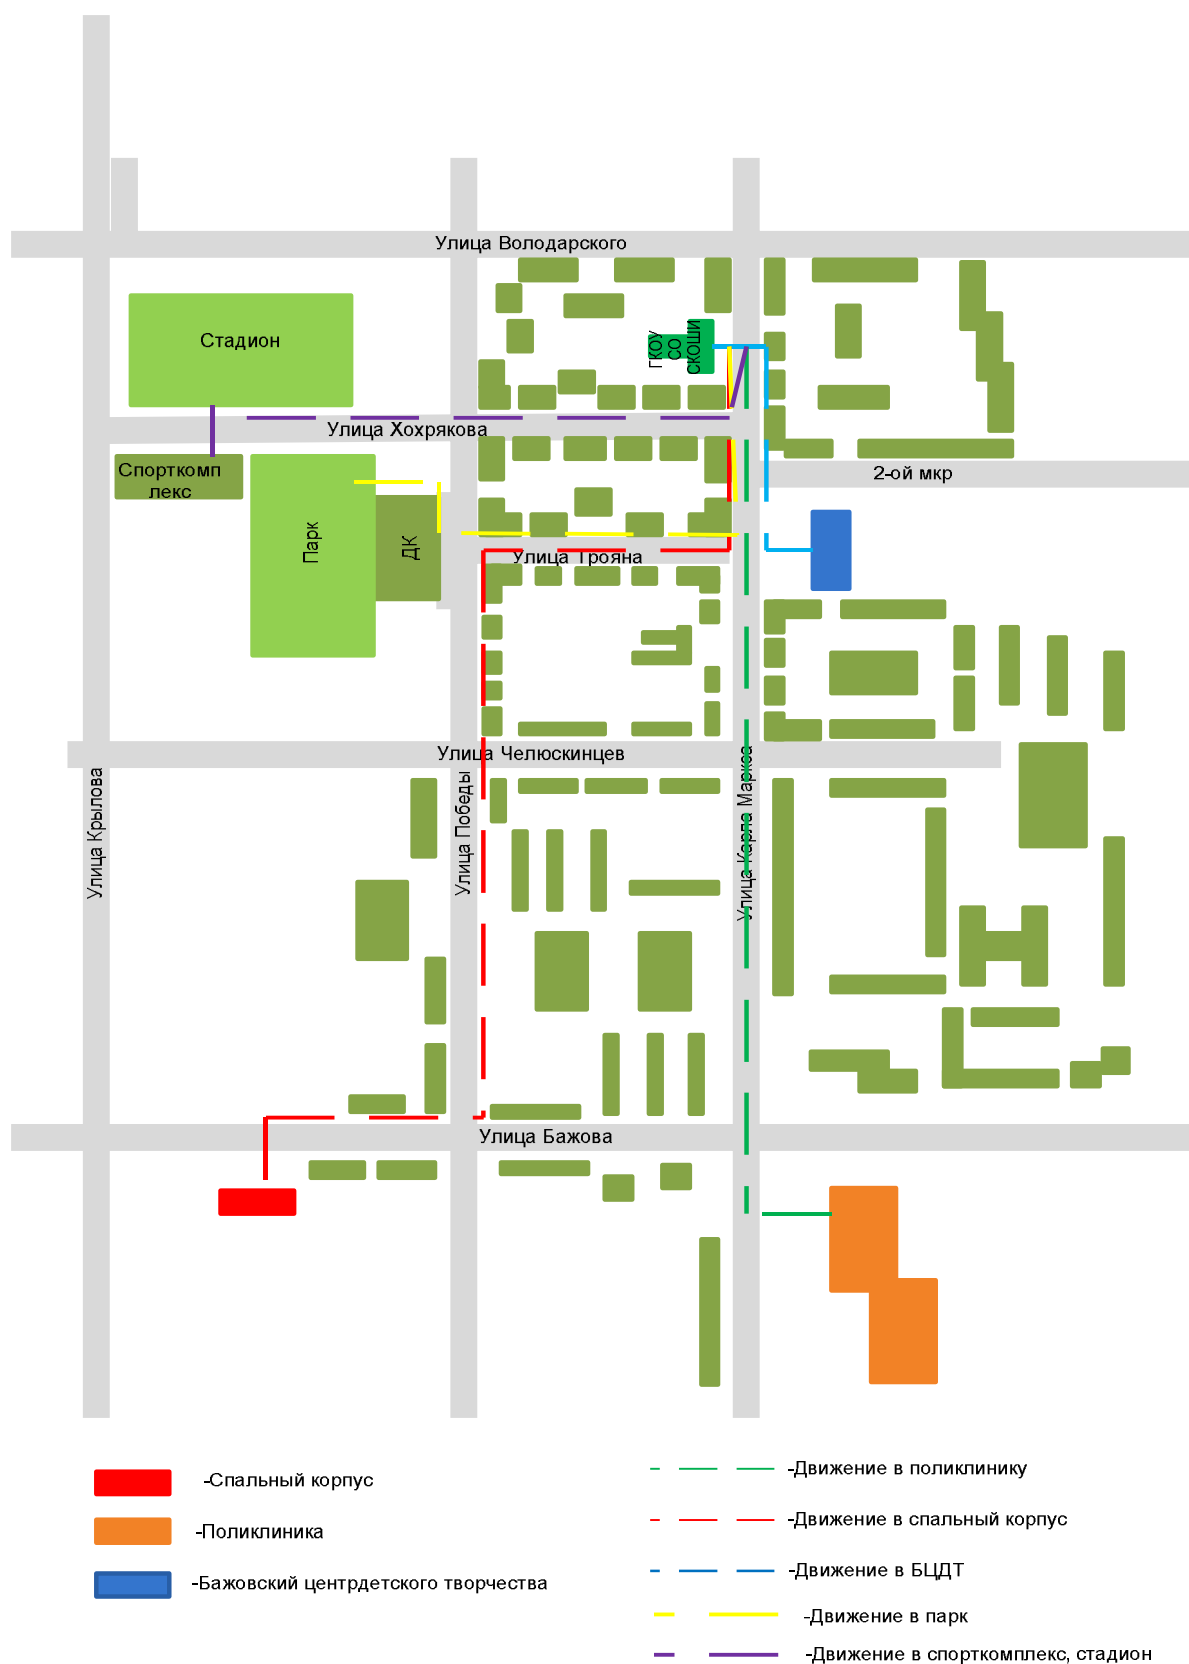 Улица Володарского
Стадион
ГКОУ
СО
СКОШИ
Улица Хохрякова
Спорткомп
лекс
2-ой мкр
Парк
ДК
Улица Трояна
Улица Челюскинцев
Улица Крылова
Улица Победы
Улица Карла Маркса
Улица Бажова
-Спальный корпус
-Поликлиника
-Бажовский центрдетского творчества
-Движение в поликлинику
-Движение в спальный корпус
-Движение в БЦДТ
-Движение в парк
-Движение в спорткомплекс, стадион